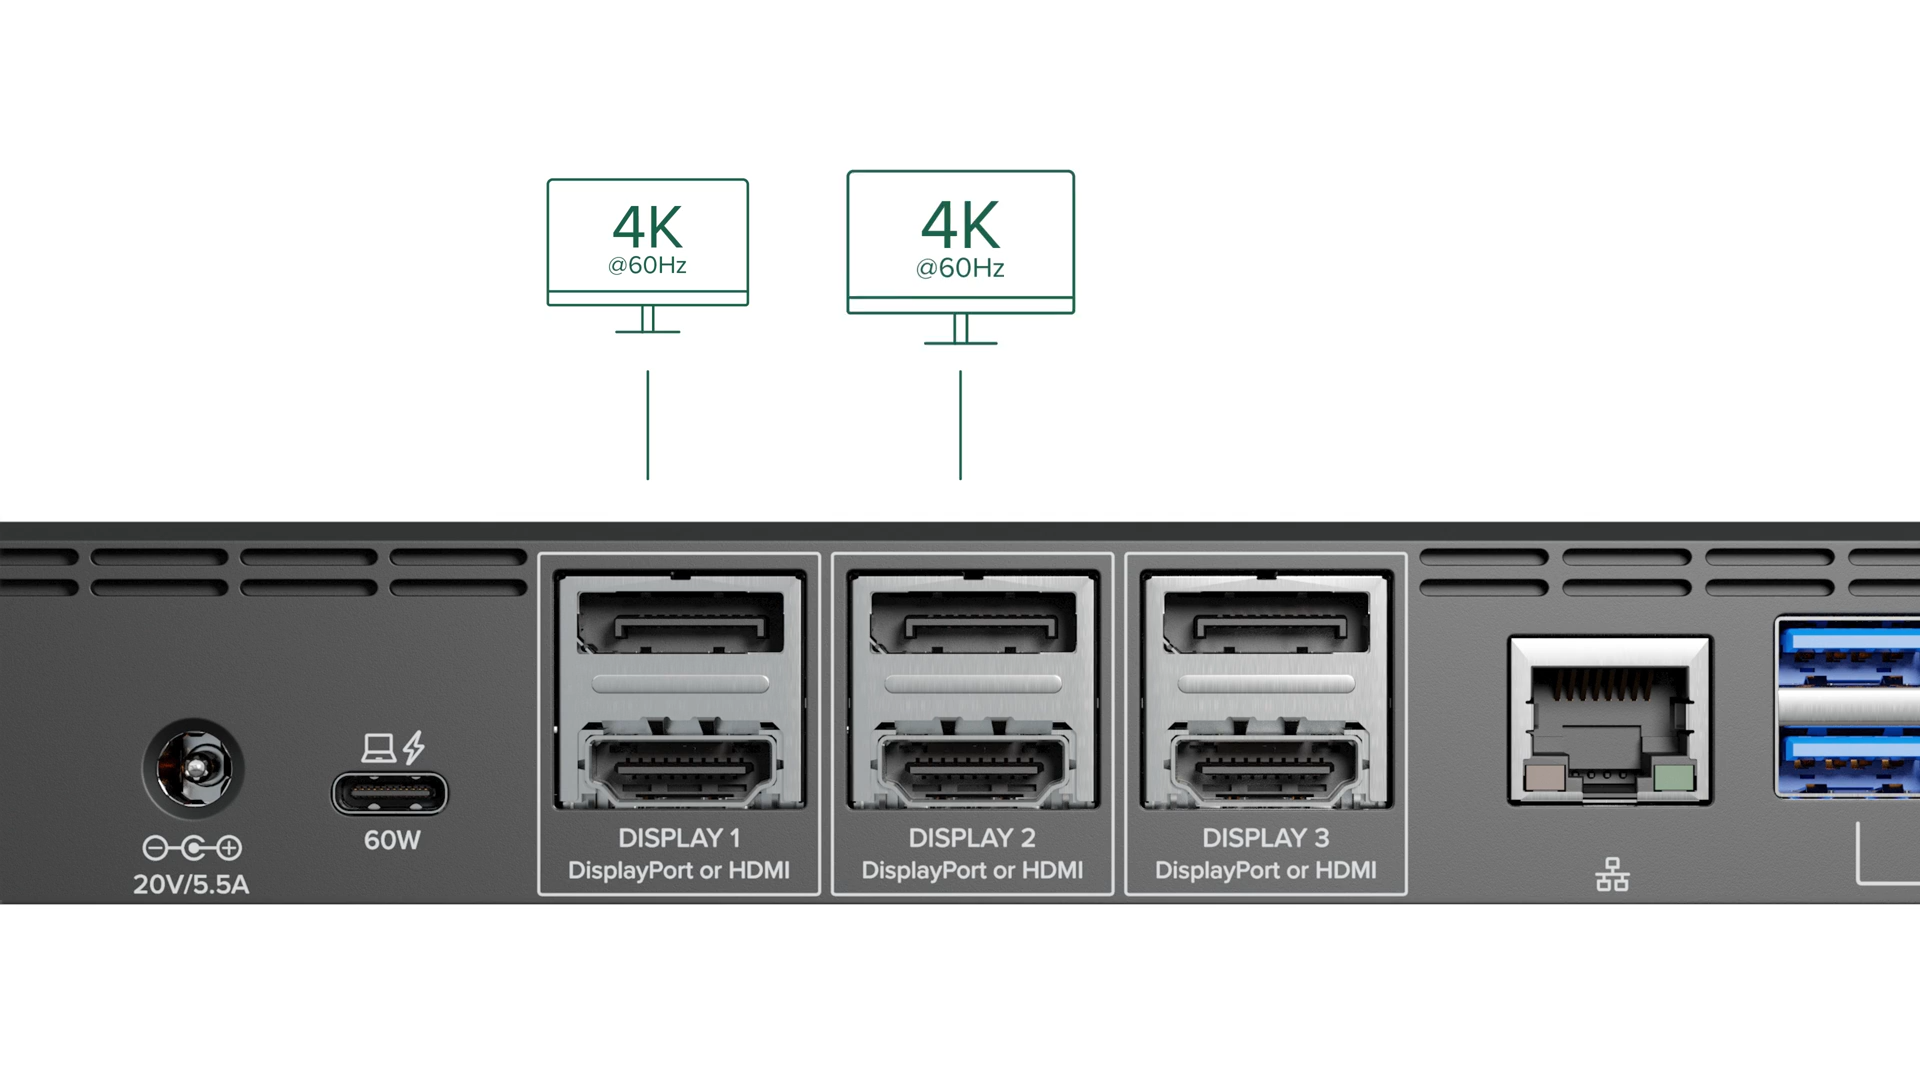 4K
@60Hz
4K
@60Hz
60W
20V/5.5A
DISPLAY 1
DisplayPort or HDMI
DISPLAY 2
DisplayPort or HDMI
DISPLAY 3
DisplayPort or HDMI